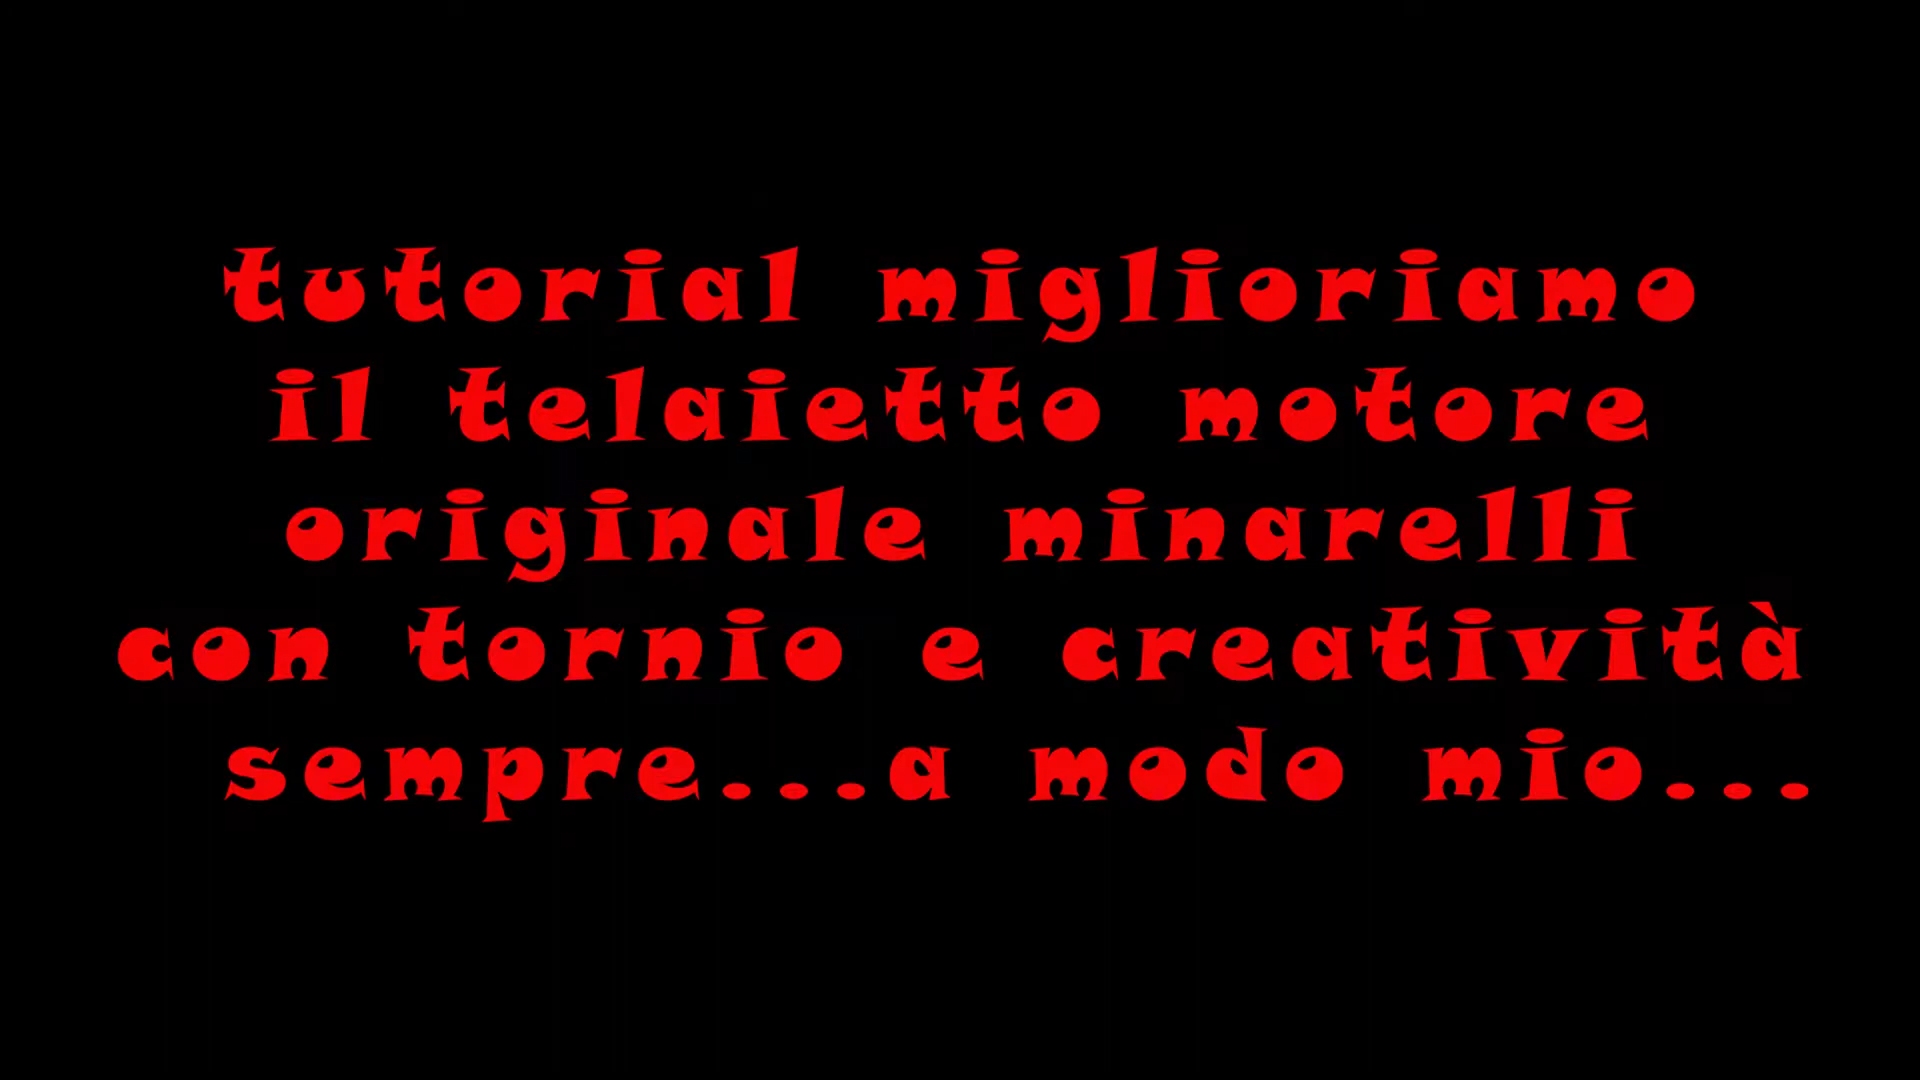 tutorial miglioriamo
il telaietto motore
originale minarelli
con tornio e creatività
sempre...a modo mio...